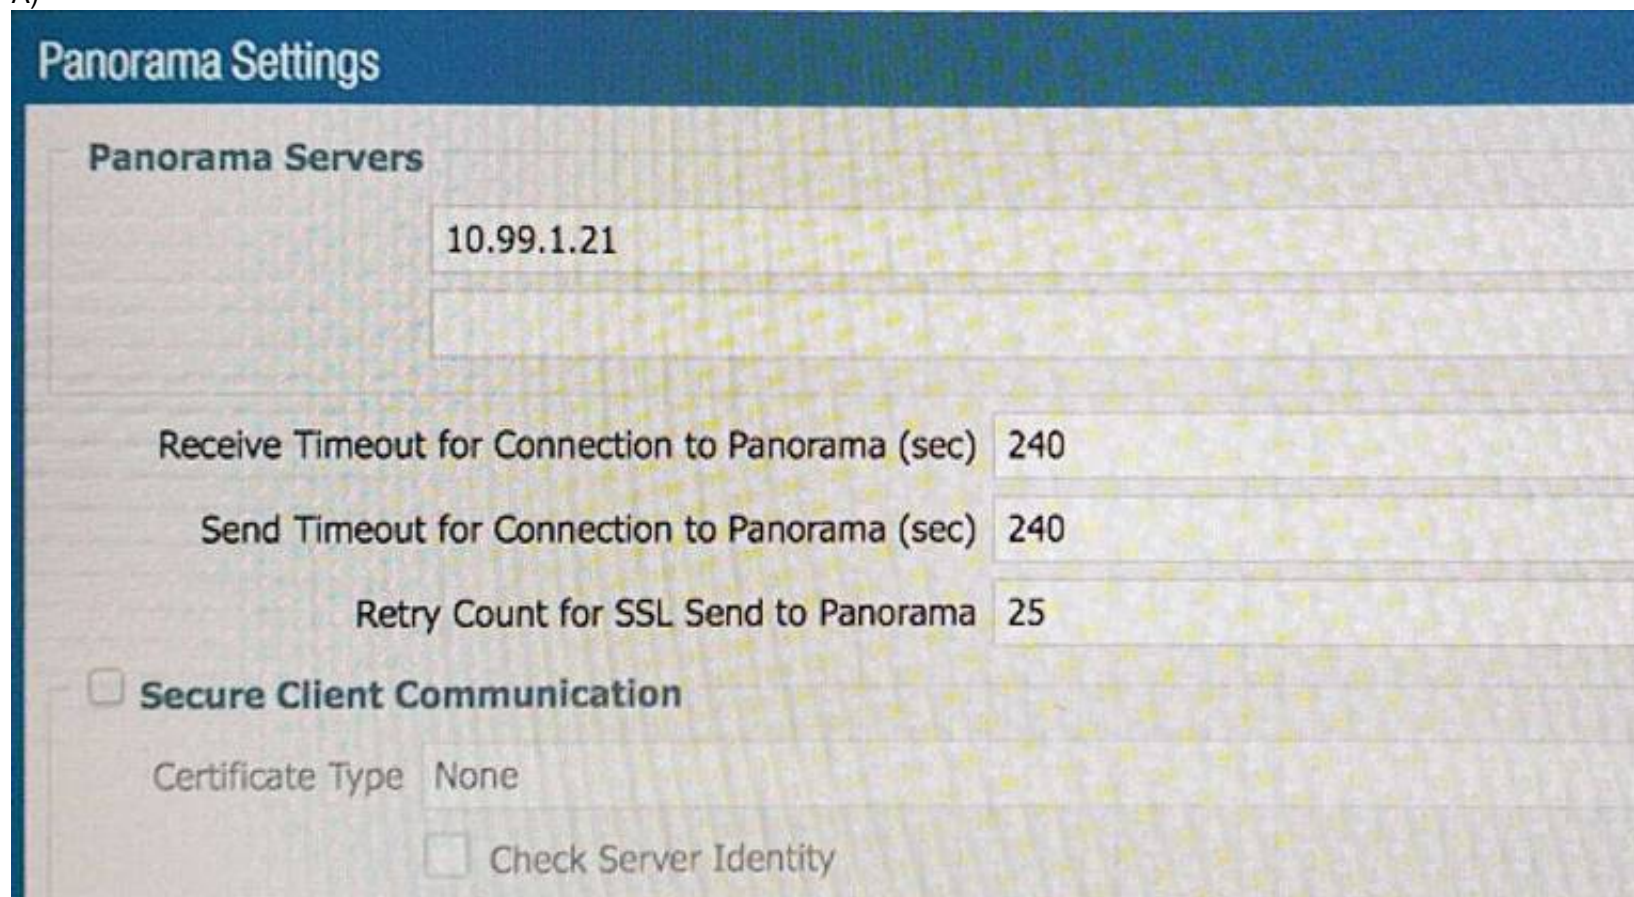 A)
Panorama Settings
Panorama Servers
10.99.1.21
Receive Timeout for Connection to Panorama (sec) 240
Send Timeout for Connection to Panorama (sec) 240
Retry Count for SSL Send to Panorama 25
Secure Client Communication
Certificate Type None
Check Server Identity